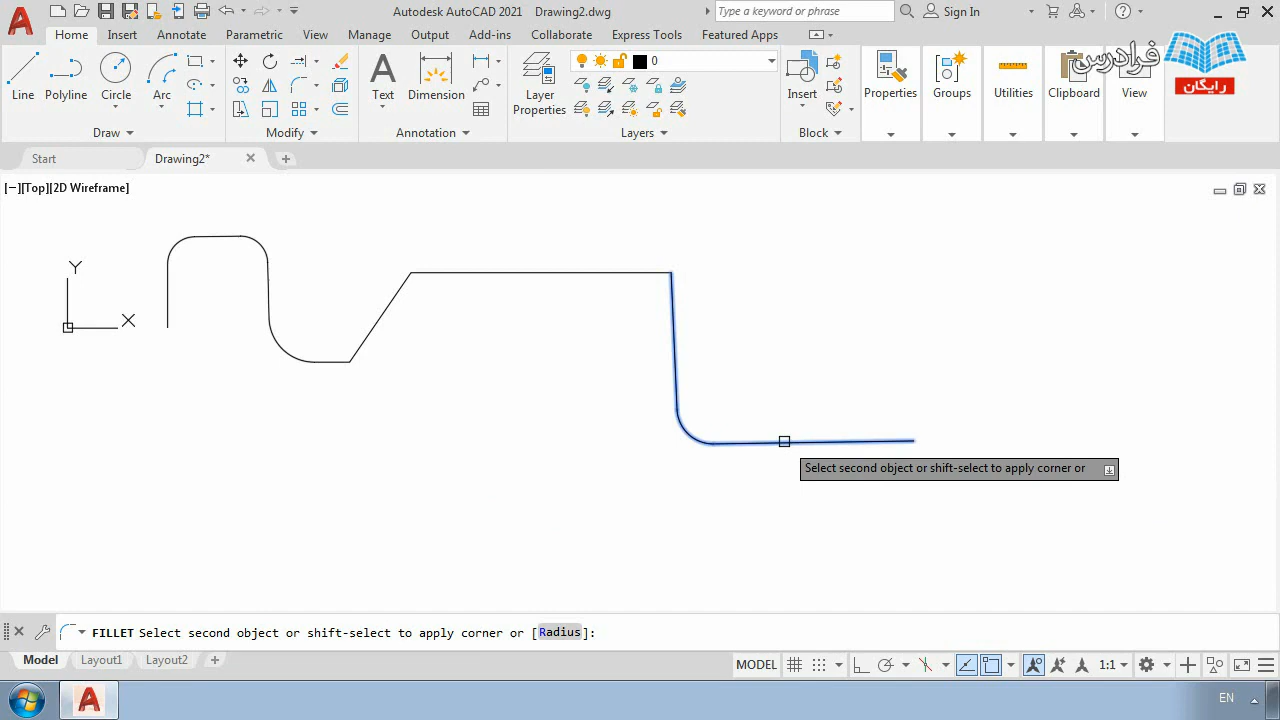 Autodesk AutoCAD 2021 Drawing2.dwg
Type a keyword or phrase
Sign In
Home Insert Annotate Parametric View Manage Output Add-ins Collaborate Express Tools Featured Apps
فرادرس
رایگان
Line Polyline Circle Arc
Text Dimension
Layer Properties
0
Insert
Properties Groups Utilities Clipboard View
Draw Modify Annotation Layers Block
Start Drawing2*
[−][Top][2D Wireframe]
Y
X
Select second object or shift-select to apply corner or
FILLET Select second object or shift-select to apply corner or [Radius]:
Model Layout1 Layout2
MODEL 1:1
EN